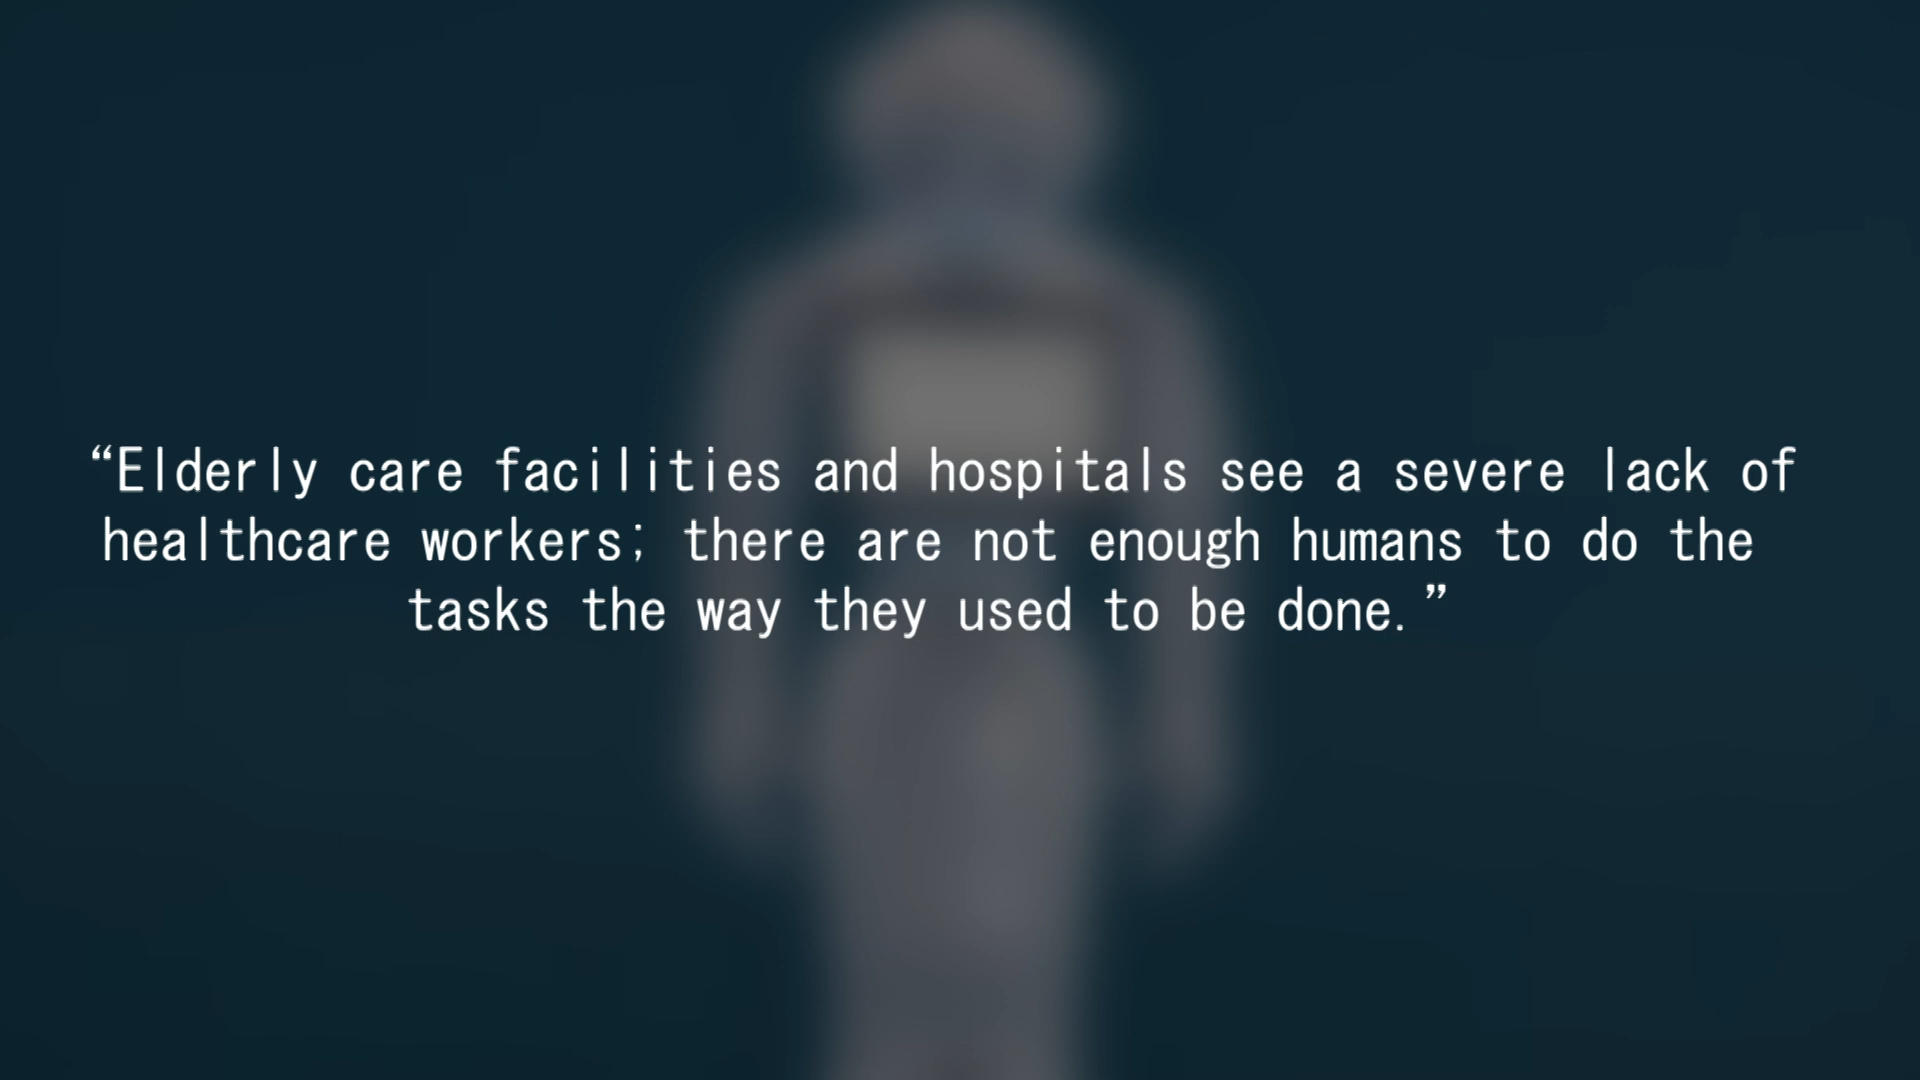 “Elderly care facilities and hospitals see a severe lack of
healthcare workers; there are not enough humans to do the
tasks the way they used to be done.”